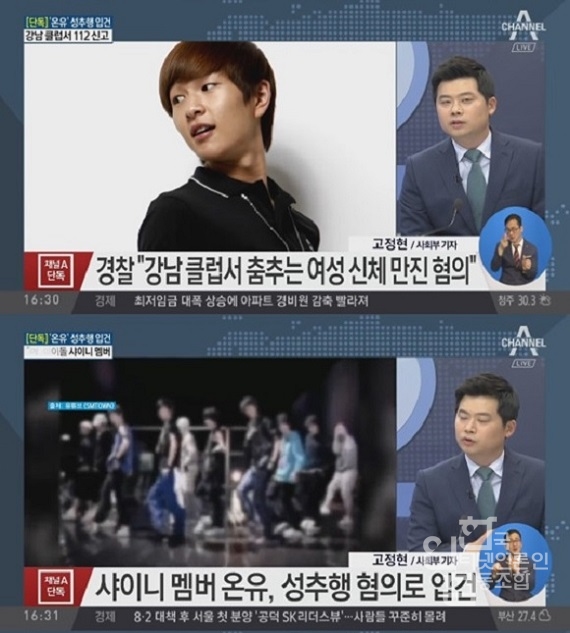 [단독] '온유' 성추행 입건
강남 클럽서 112 신고
CHANNEL A
LIVE
고정현 / 사회부 기자
채널A
단독
경찰 "강남 클럽서 춤추는 여성 신체 만진 혐의"
16:30 경제 최저임금 대폭 상승에 아파트 경비원 감축 빨라져 청주 30.3
[단독] '온유' 성추행 입건
샤이니 멤버
CHANNEL A
LIVE
고정현 / 사회부 기자
채널A
단독
샤이니 멤버 온유, 성추행 혐의로 입건
16:31 경제 8·2 대책 후 서울 첫 분양 '공덕 SK리더스뷰'…사람들 꾸준히 몰려 부산 27.4